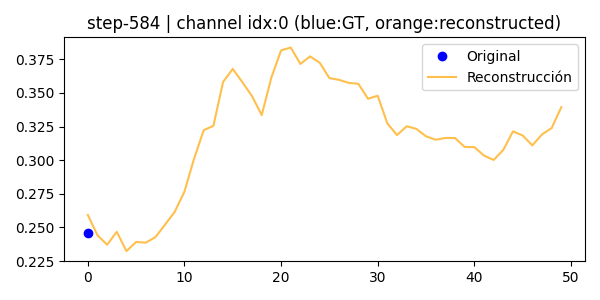 step-584 | channel idx:0 (blue:GT, orange:reconstructed)
Original
Reconstrucción
0.375
0.350
0.325
0.300
0.275
0.250
0.225
0 10 20 30 40 50